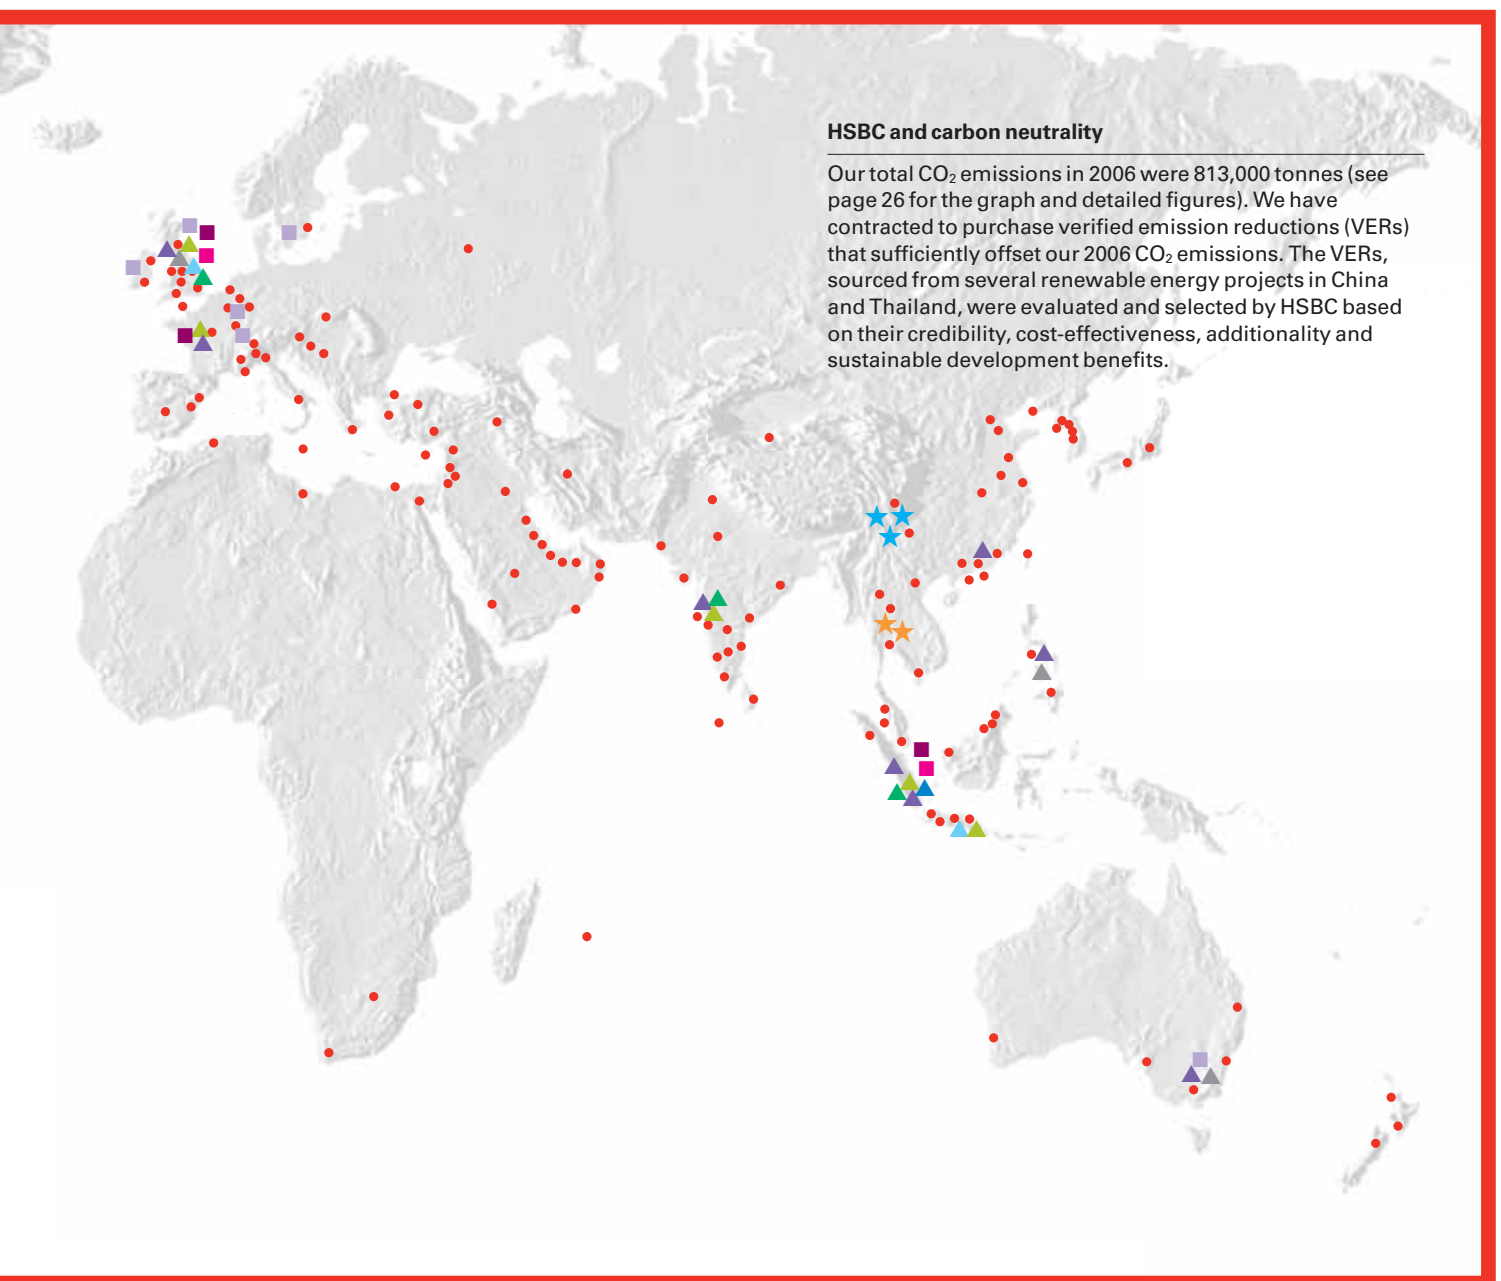 HSBC and carbon neutrality
Our total CO₂ emissions in 2006 were 813,000 tonnes (see
page 26 for the graph and detailed figures). We have
contracted to purchase verified emission reductions (VERs)
that sufficiently offset our 2006 CO₂ emissions. The VERs,
sourced from several renewable energy projects in China
and Thailand, were evaluated and selected by HSBC based
on their credibility, cost-effectiveness, additionality and
sustainable development benefits.